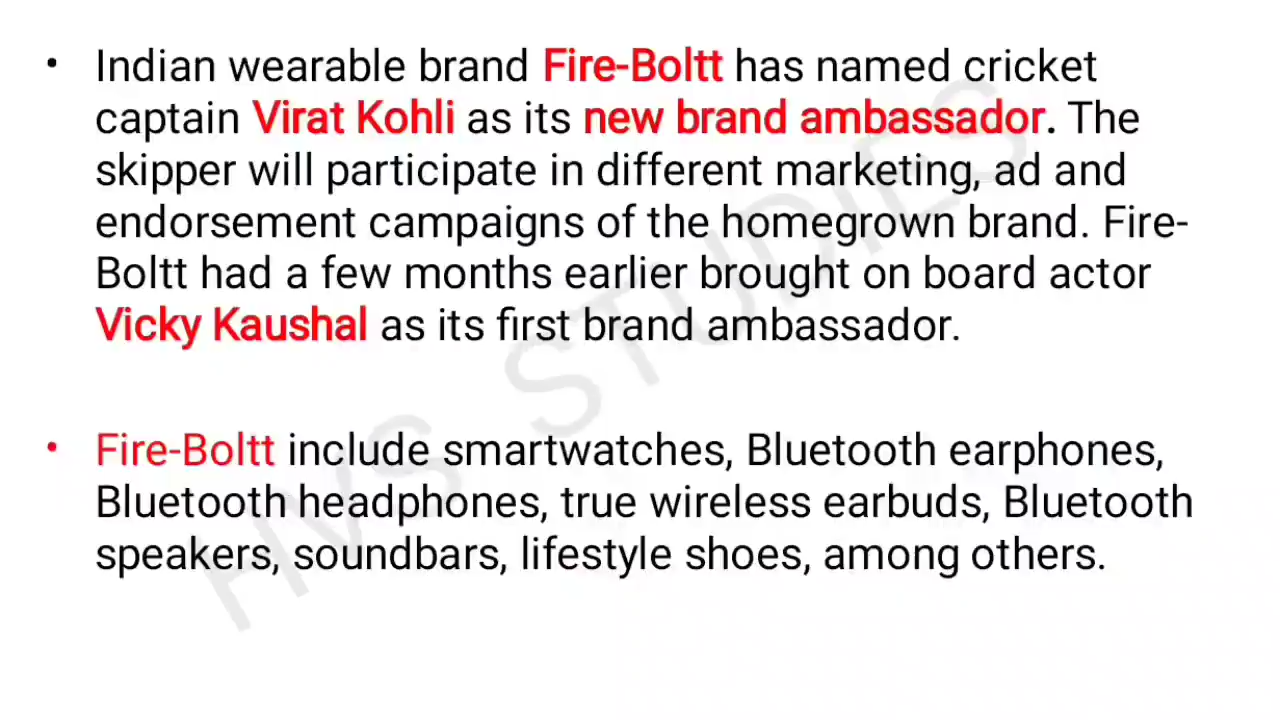 • Indian wearable brand Fire-Boltt has named cricket
captain Virat Kohli as its new brand ambassador. The
skipper will participate in different marketing, ad and
endorsement campaigns of the homegrown brand. Fire-
Boltt had a few months earlier brought on board actor
Vicky Kaushal as its first brand ambassador.
• Fire-Boltt include smartwatches, Bluetooth earphones,
Bluetooth headphones, true wireless earbuds, Bluetooth
speakers, soundbars, lifestyle shoes, among others.
HVS STUDIES